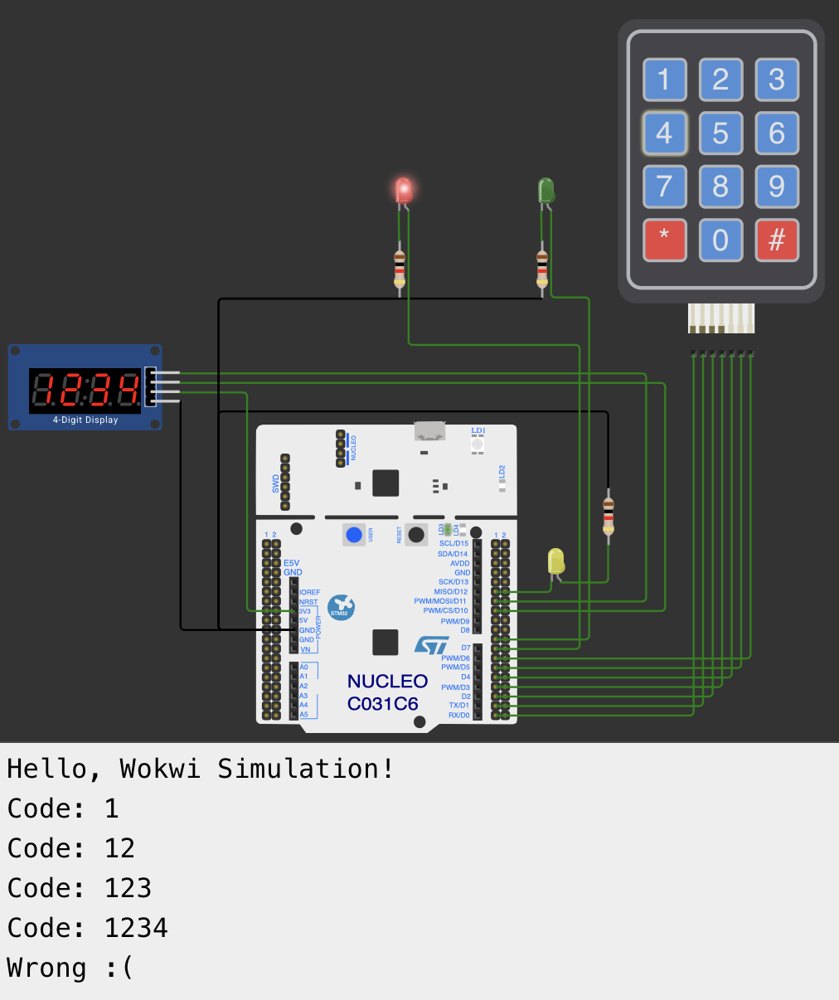 1 2 3
4 5 6
7 8 9
* 0 #
12:34
4-Digit Display
NUCLEO
LD1
SWD
LD2
USER
RESET
LD3
LD4
1 2
1 2
E5V
GND
IOREF
NRST
3V3
5V
GND
GND
VN
POWER
A0
A1
A2
A3
A4
A5
STM32
SCL/D15
SDA/D14
AVDD
GND
SCK/D13
MISO/D12
PWM/MOSI/D11
PWM/CS/D10
PWM/D9
D8
D7
PWM/D6
PWM/D5
D4
PWM/D3
D2
TX/D1
RX/D0
ST
NUCLEO
C031C6
Hello, Wokwi Simulation!
Code: 1
Code: 12
Code: 123
Code: 1234
Wrong :(